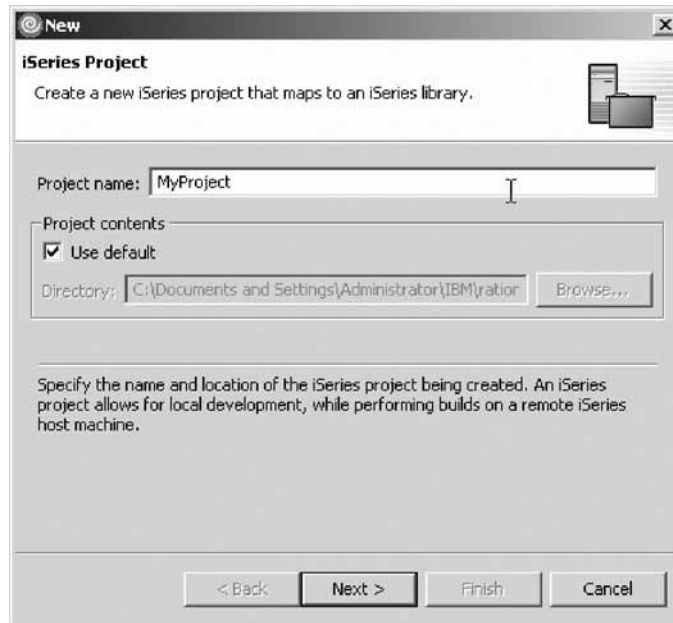 New
iSeries Project
Create a new iSeries project that maps to an iSeries library.
Project name: MyProject
Project contents
Use default
Directory: C:\Documents and Settings\Administrator\IBM\ration
Browse...
Specify the name and location of the iSeries project being created. An iSeries
project allows for local development, while performing builds on a remote iSeries
host machine.
< Back Next > Finish Cancel